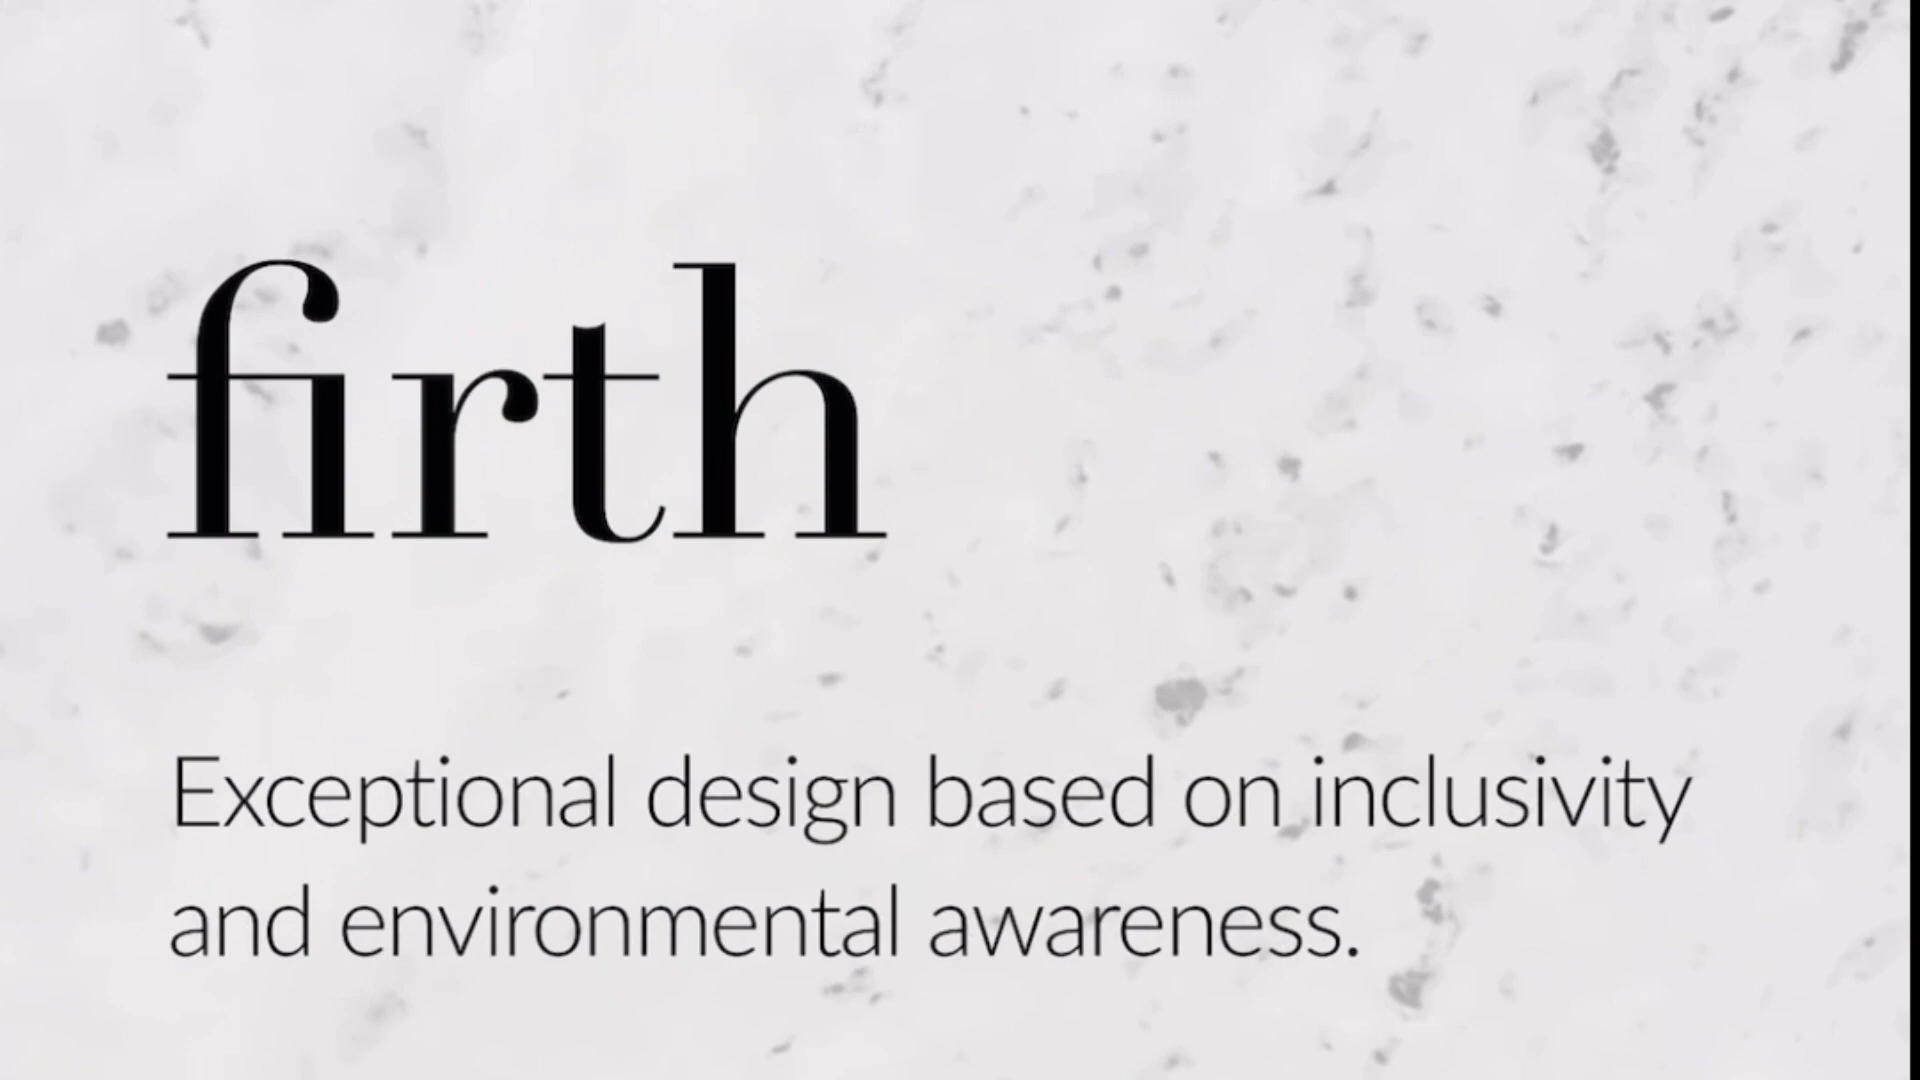 firth
Exceptional design based on inclusivity
and environmental awareness.